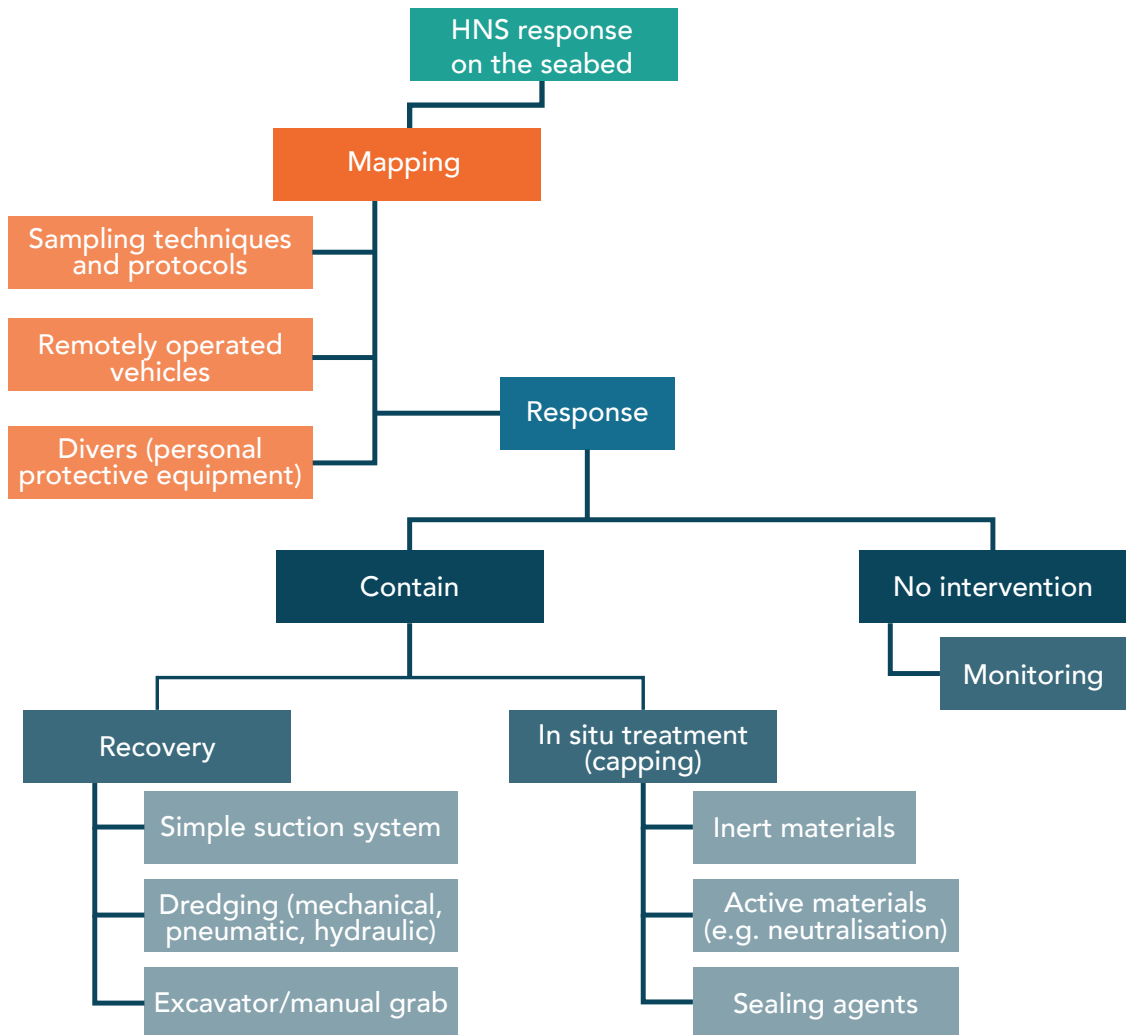 HNS response
on the seabed
Mapping
Sampling techniques
and protocols
Remotely operated
vehicles
Divers (personal
protective equipment)
Response
Contain
No intervention
Monitoring
Recovery
Simple suction system
Dredging (mechanical,
pneumatic, hydraulic)
Excavator/manual grab
In situ treatment
(capping)
Inert materials
Active materials
(e.g. neutralisation)
Sealing agents